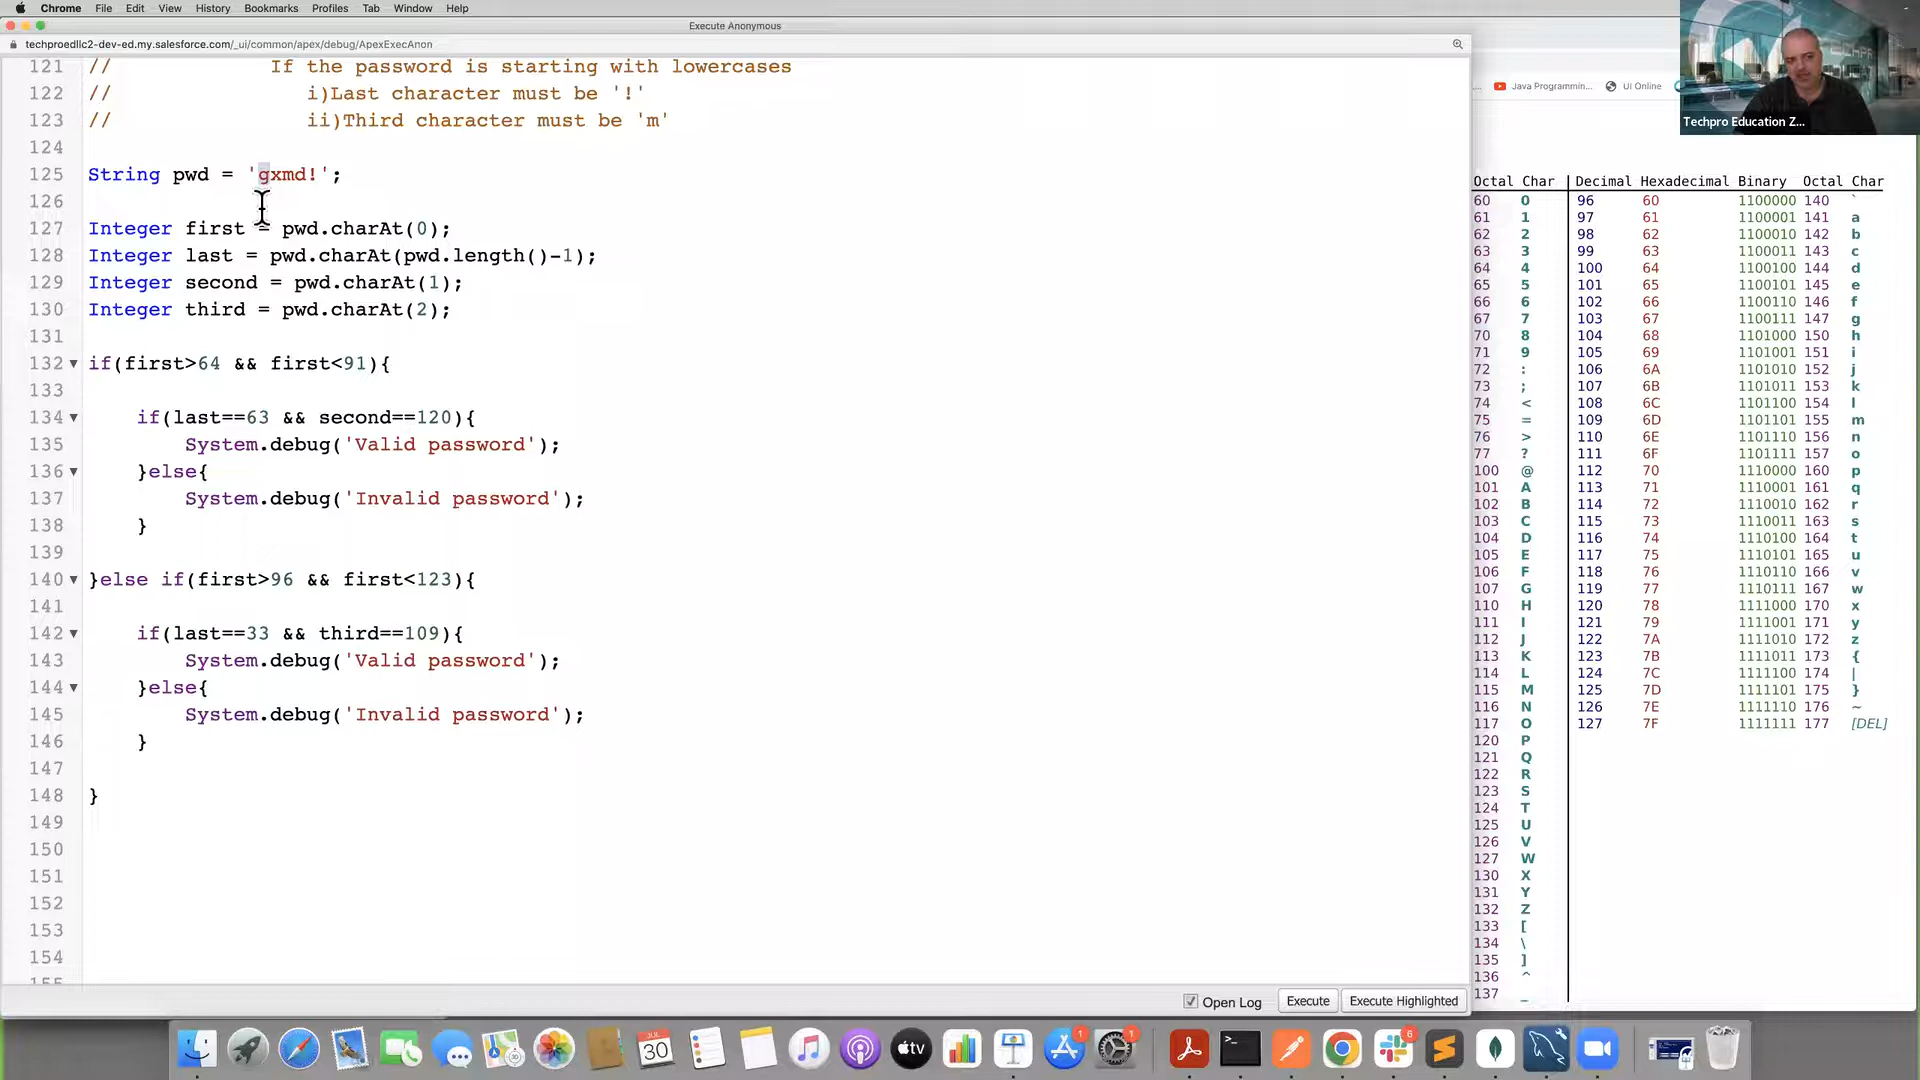 Chrome File Edit View History Bookmarks Profiles Tab Window Help
Execute Anonymous
techproedllc2-dev-ed.my.salesforce.com/_ui/common/apex/debug/ApexExecAnon
121 // If the password is starting with lowercases
122 // i)Last character must be '!'
123 // ii)Third character must be 'm'
124
125 String pwd = 'gxmd!';
126
127 Integer first = pwd.charAt(0);
128 Integer last = pwd.charAt(pwd.length()-1);
129 Integer second = pwd.charAt(1);
130 Integer third = pwd.charAt(2);
131
132 if(first>64 && first<91){
133
134 if(last==63 && second==120){
135 System.debug('Valid password');
136 }else{
137 System.debug('Invalid password');
138 }
139
140 }else if(first>96 && first<123){
141
142 if(last==33 && third==109){
143 System.debug('Valid password');
144 }else{
145 System.debug('Invalid password');
146 }
147
148 }
149
150
151
152
153
154
155
Open Log Execute Execute Highlighted
... Java Programmin... UI Online
Techpro Education Z...
Octal Char Decimal Hexadecimal Binary Octal Char
60 0 96 60 1100000 140 `
61 1 97 61 1100001 141 a
62 2 98 62 1100010 142 b
63 3 99 63 1100011 143 c
64 4 100 64 1100100 144 d
65 5 101 65 1100101 145 e
66 6 102 66 1100110 146 f
67 7 103 67 1100111 147 g
70 8 104 68 1101000 150 h
71 9 105 69 1101001 151 i
72 : 106 6A 1101010 152 j
73 ; 107 6B 1101011 153 k
74 < 108 6C 1101100 154 l
75 = 109 6D 1101101 155 m
76 > 110 6E 1101110 156 n
77 ? 111 6F 1101111 157 o
100 @ 112 70 1110000 160 p
101 A 113 71 1110001 161 q
102 B 114 72 1110010 162 r
103 C 115 73 1110011 163 s
104 D 116 74 1110100 164 t
105 E 117 75 1110101 165 u
106 F 118 76 1110110 166 v
107 G 119 77 1110111 167 w
110 H 120 78 1111000 170 x
111 I 121 79 1111001 171 y
112 J 122 7A 1111010 172 z
113 K 123 7B 1111011 173 {
114 L 124 7C 1111100 174 |
115 M 125 7D 1111101 175 }
116 N 126 7E 1111110 176 ~
117 O 127 7F 1111111 177 [DEL]
120 P
121 Q
122 R
123 S
124 T
125 U
126 V
127 W
130 X
131 Y
132 Z
133 [
134 \
135 ]
136 ^
137 _
JUL
30
tv
1
1
6